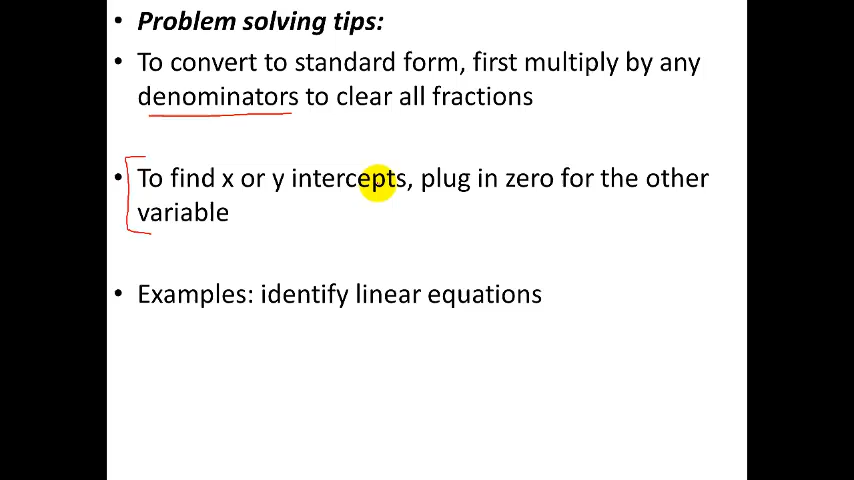 • Problem solving tips:
• To convert to standard form, first multiply by any
denominators to clear all fractions
• To find x or y intercepts, plug in zero for the other
variable
• Examples: identify linear equations